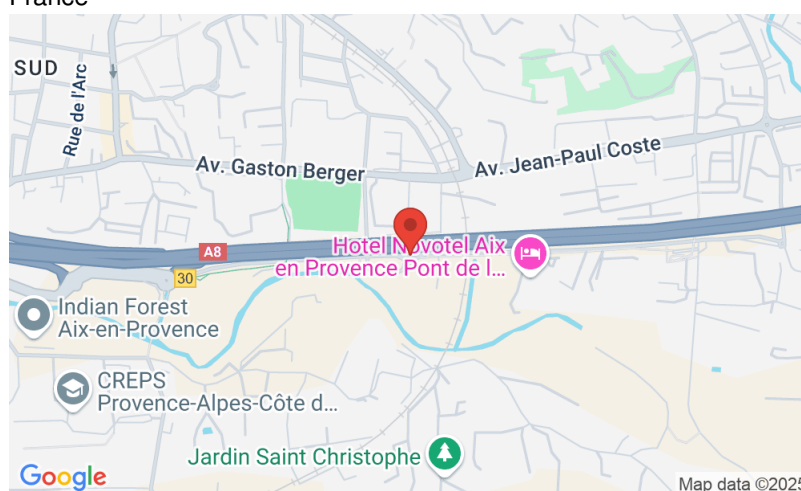 France
SUD
Rue de l'Arc
Av. Gaston Berger
Av. Jean-Paul Coste
A8
Hotel Novotel Aix
en Provence Pont de l...
30
Indian Forest
Aix-en-Provence
CREPS
Provence-Alpes-Côte d...
Jardin Saint Christophe
Google
Map data ©2025